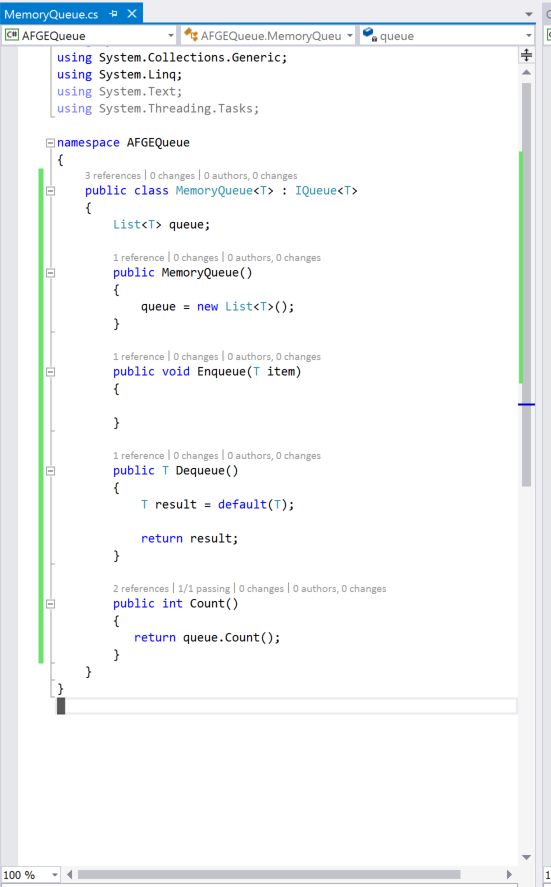 MemoryQueue.cs
C# AFGEQueue AFGEQueue.MemoryQueu queue
using System.Collections.Generic;
using System.Linq;
using System.Text;
using System.Threading.Tasks;
namespace AFGEQueue
{
3 references | 0 changes | 0 authors, 0 changes
public class MemoryQueue<T> : IQueue<T>
{
List<T> queue;
1 reference | 0 changes | 0 authors, 0 changes
public MemoryQueue()
{
queue = new List<T>();
}
1 reference | 0 changes | 0 authors, 0 changes
public void Enqueue(T item)
{
}
1 reference | 0 changes | 0 authors, 0 changes
public T Dequeue()
{
T result = default(T);
return result;
}
2 references | 1/1 passing | 0 changes | 0 authors, 0 changes
public int Count()
{
return queue.Count();
}
}
}
100 %